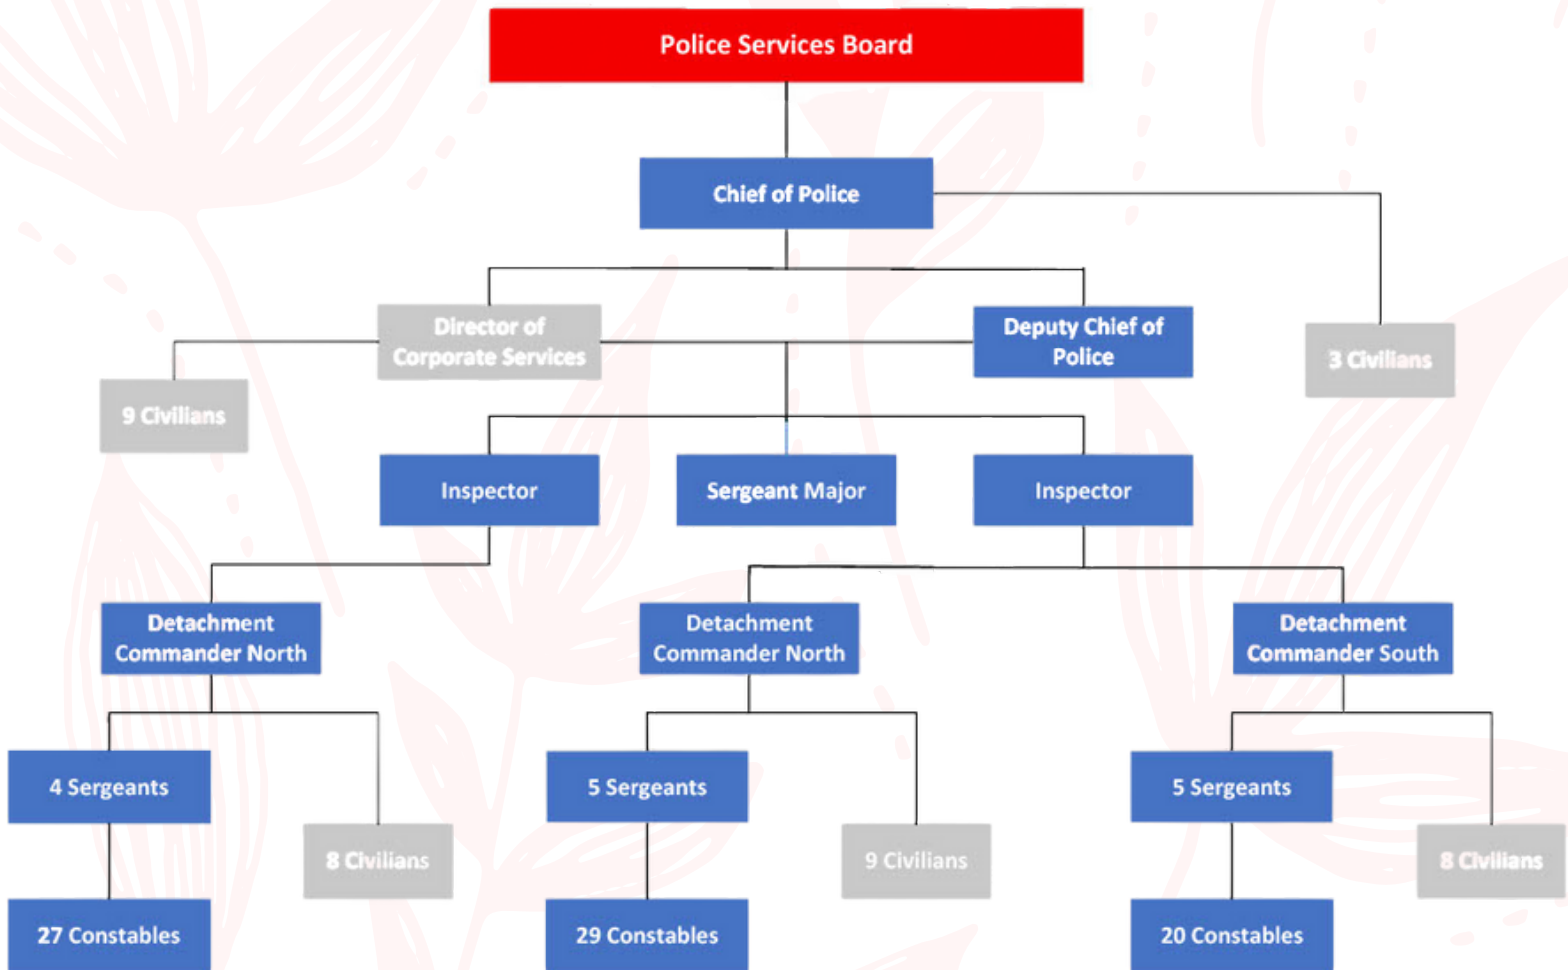 Police Services Board
Chief of Police
Director of
Corporate Services
Deputy Chief of
Police
3 Civilians
9 Civilians
Inspector
Sergeant Major
Inspector
Detachment
Commander North
Detachment
Commander North
Detachment
Commander South
4 Sergeants
5 Sergeants
5 Sergeants
8 Civilians
9 Civilians
8 Civilians
27 Constables
29 Constables
20 Constables